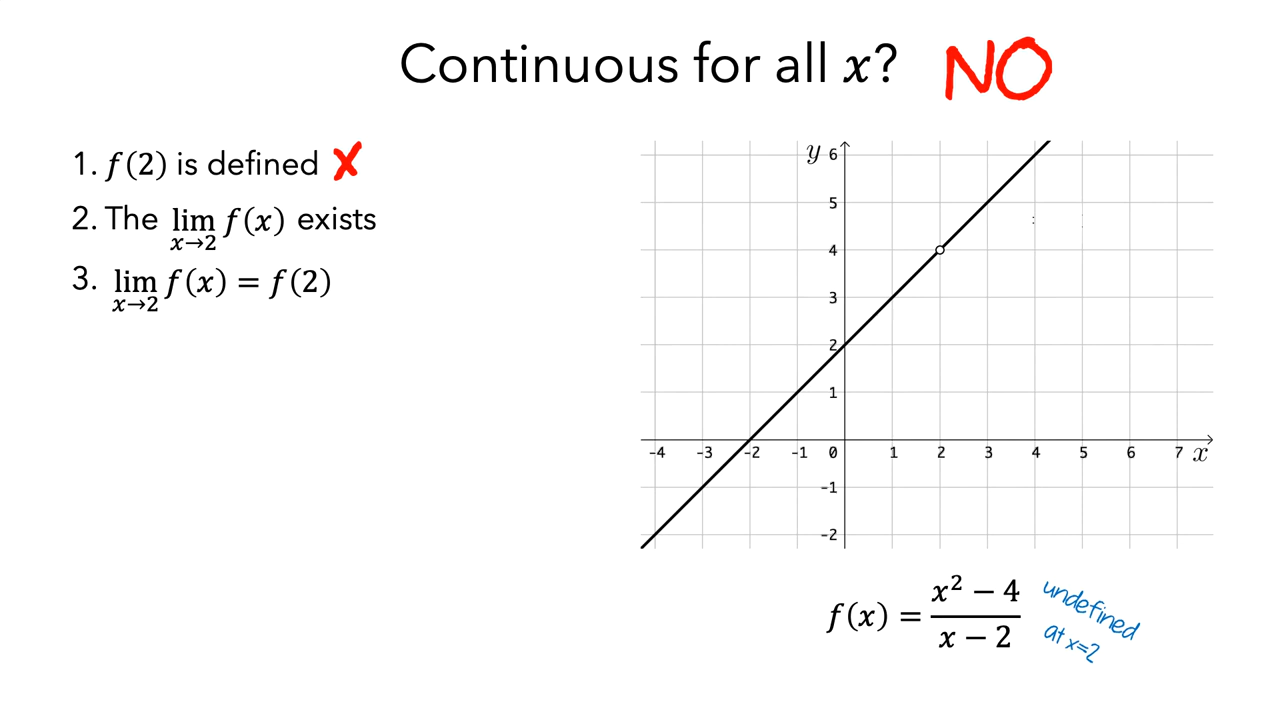 Continuous for all x? NO
1. f(2) is defined ✗
2. The lim f(x) exists
x→2
3. lim f(x) = f(2)
x→2
y 6
5
4
3
2
1
-4 -3 -2 -1 0 1 2 3 4 5 6 7 x
-1
-2
f(x) = x² − 4 / x − 2
undefined
at x=2